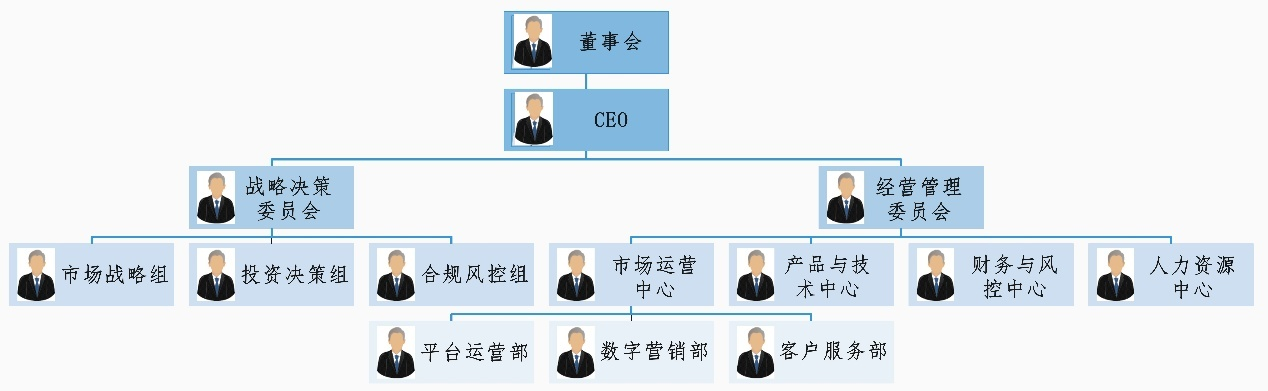 董事会
CEO
战略决策
委员会
经营管理
委员会
市场战略组
投资决策组
合规风控组
市场运营
中心
产品与技
术中心
财务与风
控中心
人力资源
中心
平台运营部
数字营销部
客户服务部